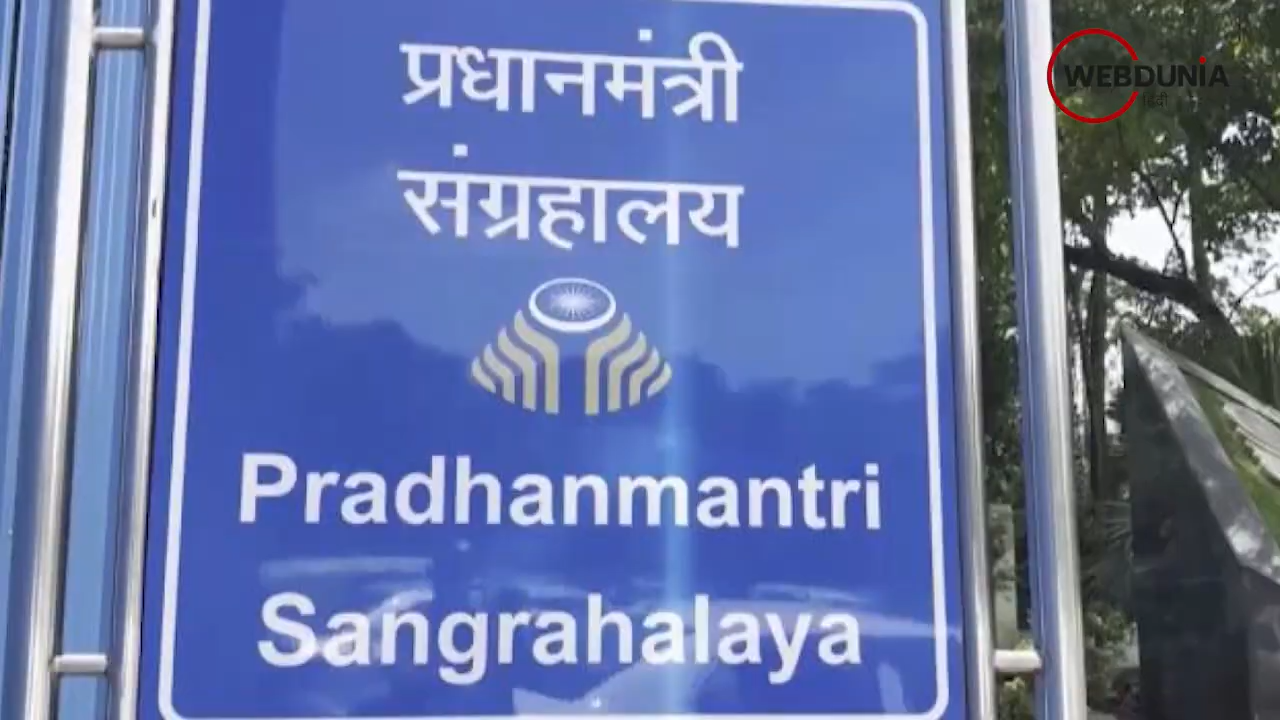 प्रधानमंत्री
संग्रहालय
Pradhanmantri
Sangrahalaya
WEBDUNIA
हिंदी